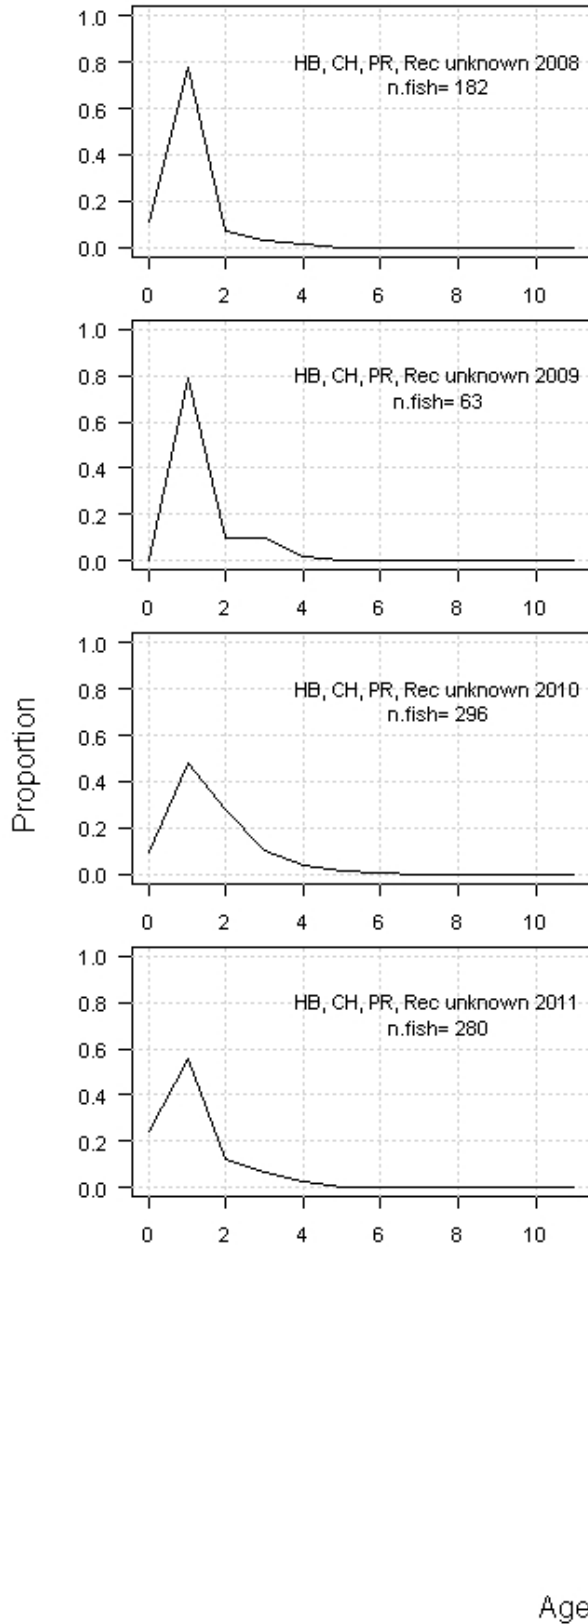 1.0
0.8
0.6
0.4
0.2
0.0
HB, CH, PR, Rec unknown 2008
n.fish= 182
0 2 4 6 8 10
1.0
0.8
0.6
0.4
0.2
0.0
HB, CH, PR, Rec unknown 2009
n.fish= 63
0 2 4 6 8 10
Proportion
1.0
0.8
0.6
0.4
0.2
0.0
HB, CH, PR, Rec unknown 2010
n.fish= 296
0 2 4 6 8 10
1.0
0.8
0.6
0.4
0.2
0.0
HB, CH, PR, Rec unknown 2011
n.fish= 280
0 2 4 6 8 10
Age